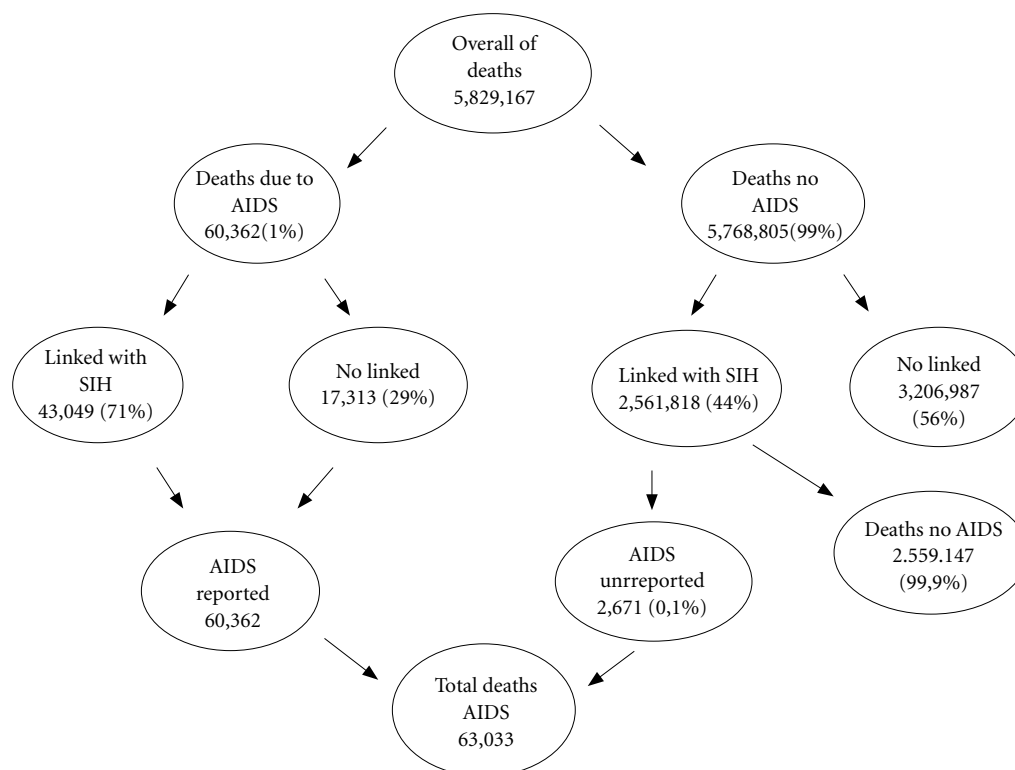 Overall of
deaths
5,829,167
Deaths due to
AIDS
60,362(1%)
Deaths no
AIDS
5,768,805(99%)
Linked with
SIH
43,049 (71%)
No linked
17,313 (29%)
Linked with SIH
2,561,818 (44%)
No linked
3,206,987
(56%)
AIDS
reported
60,362
AIDS
unrreported
2,671 (0,1%)
Deaths no AIDS
2.559.147
(99,9%)
Total deaths
AIDS
63,033